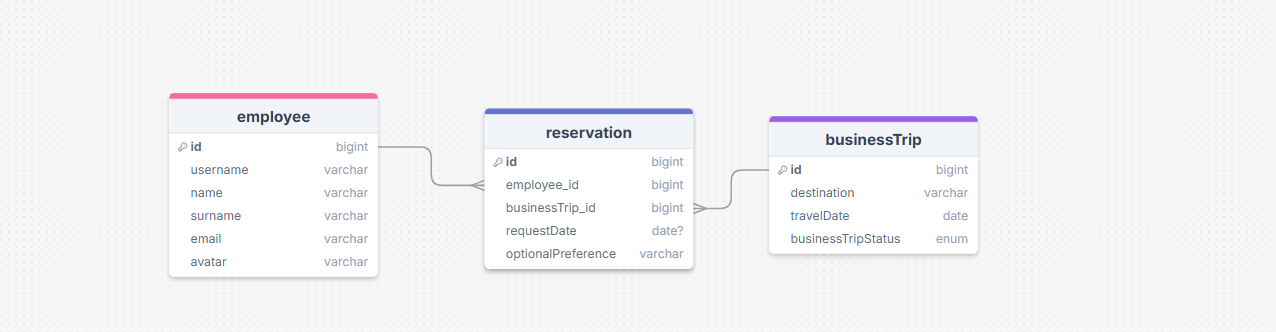 employee
id bigint
username varchar
name varchar
surname varchar
email varchar
avatar varchar
reservation
id bigint
employee_id bigint
businessTrip_id bigint
requestDate date?
optionalPreference varchar
businessTrip
id bigint
destination varchar
travelDate date
businessTripStatus enum